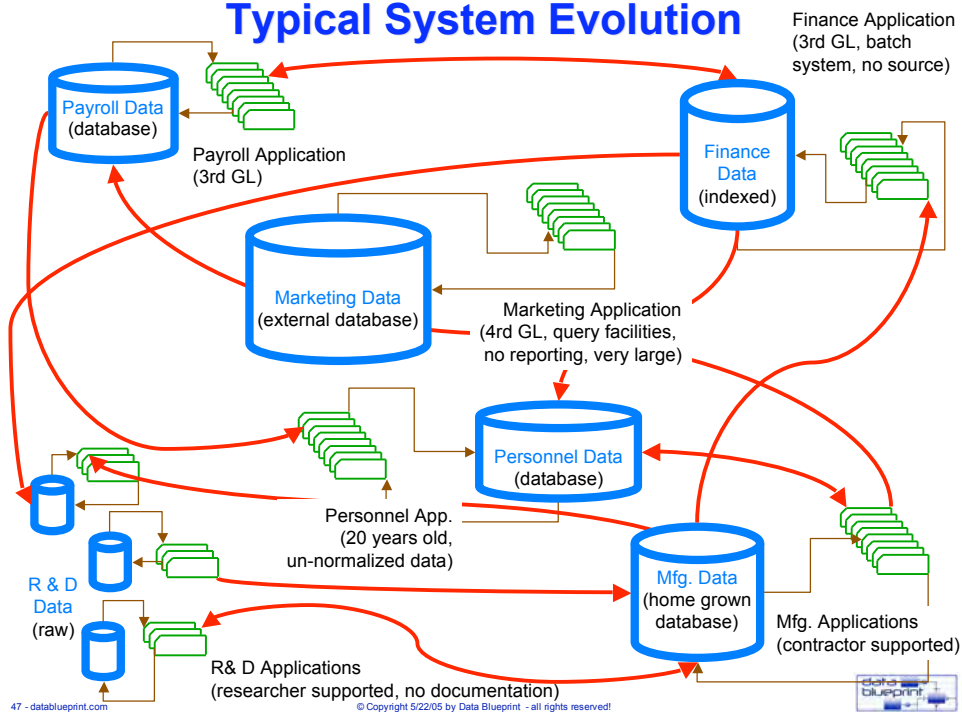 Typical System Evolution
Finance Application
(3rd GL, batch
system, no source)
Payroll Data
(database)
Payroll Application
(3rd GL)
Finance
Data
(indexed)
Marketing Data
(external database)
Marketing Application
(4rd GL, query facilities,
no reporting, very large)
Personnel Data
(database)
Personnel App.
(20 years old,
un-normalized data)
R & D
Data
(raw)
Mfg. Data
(home grown
database)
Mfg. Applications
(contractor supported)
R& D Applications
(researcher supported, no documentation)
47 - datablueprint.com
© Copyright 5/22/05 by Data Blueprint - all rights reserved!
data
blueprint